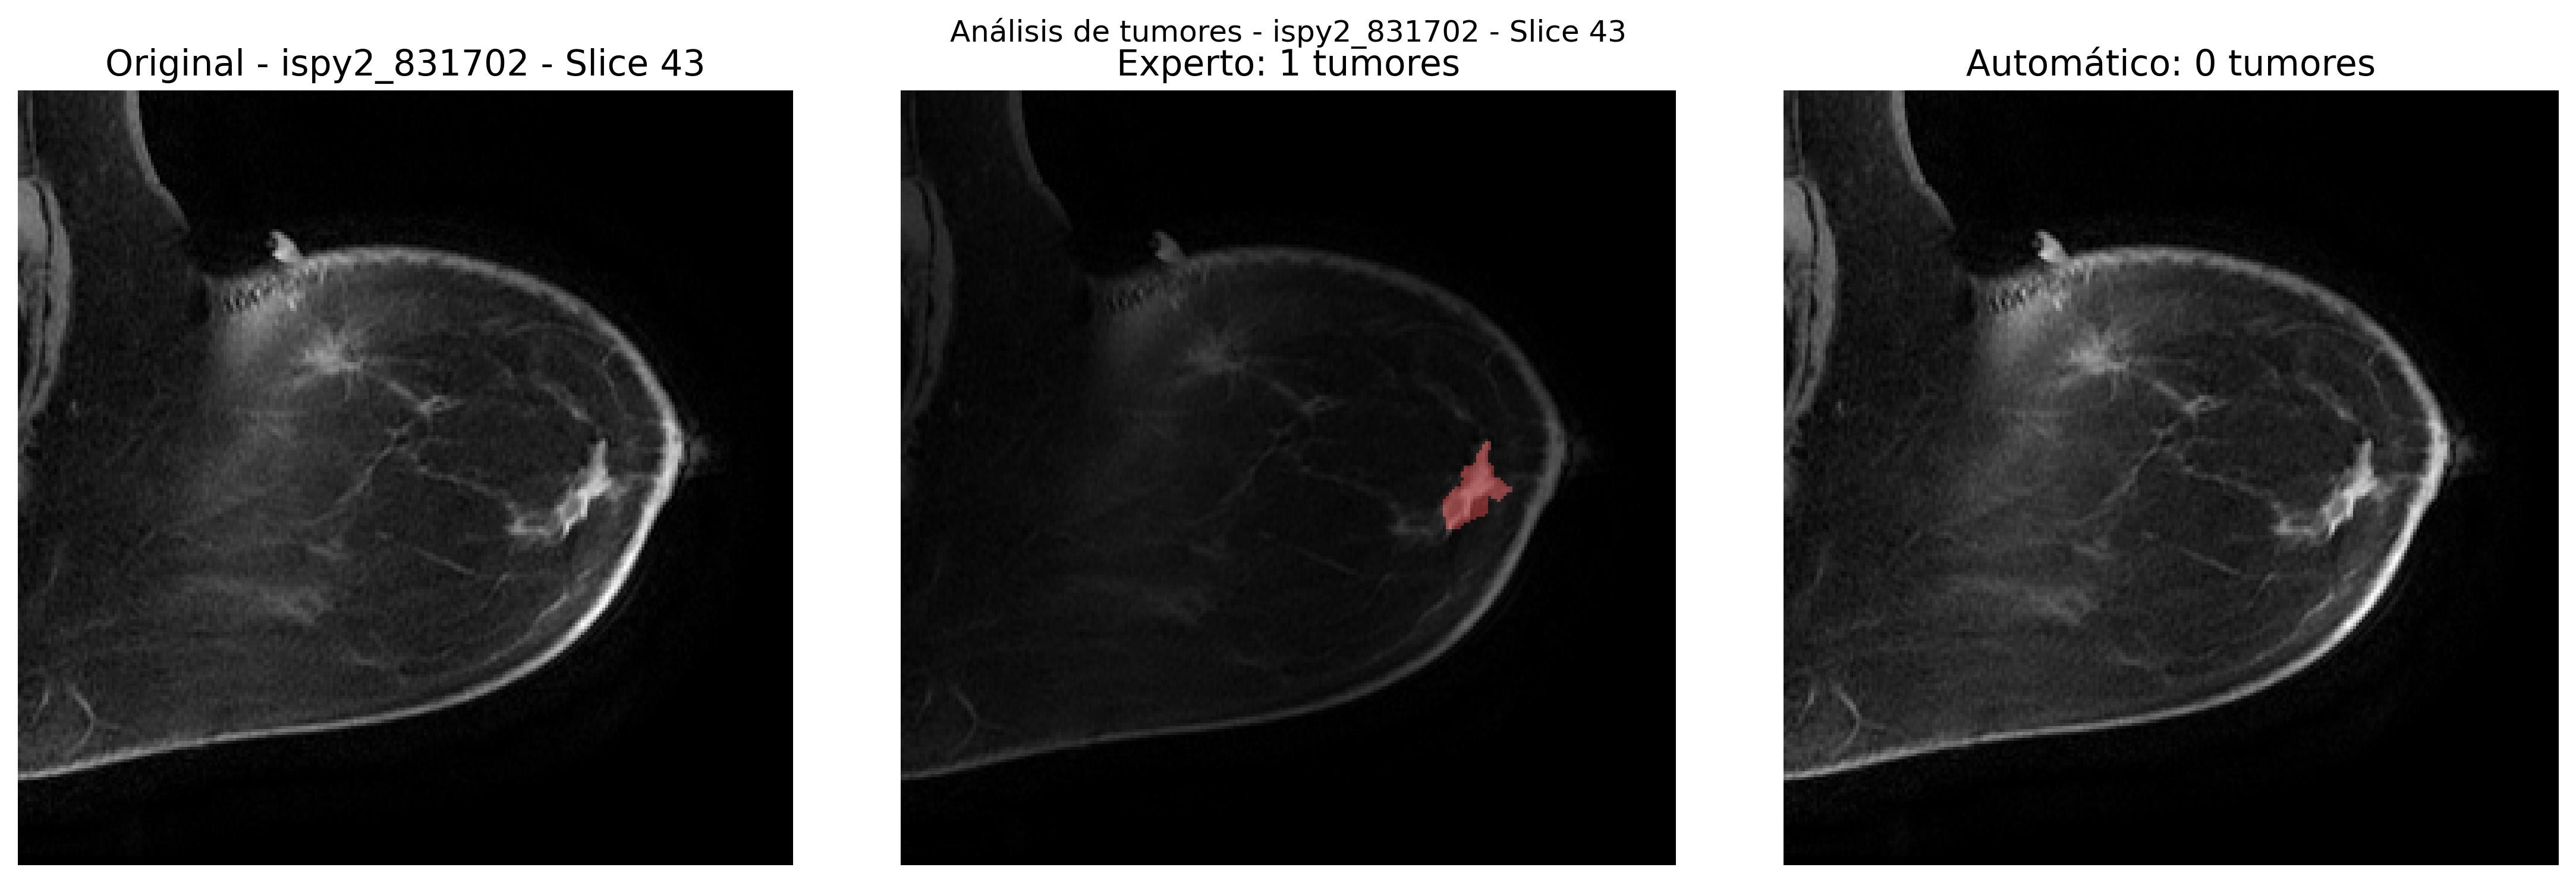 Análisis de tumores - ispy2_831702 - Slice 43
Original - ispy2_831702 - Slice 43
Experto: 1 tumores
Automático: 0 tumores